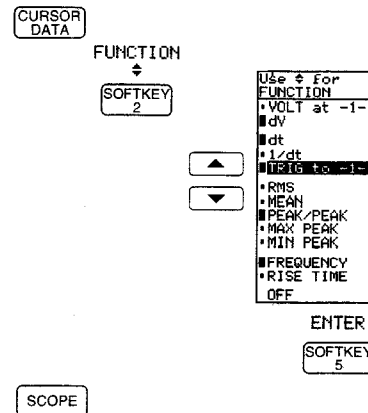 CURSOR
DATA
FUNCTION
SOFTKEY
2
Use ⬍ for
FUNCTION
VOLT at -1-
dV
dt
1/dt
TRIG to -1-
RMS
MEAN
PEAK/PEAK
MAX PEAK
MIN PEAK
FREQUENCY
RISE TIME
OFF
ENTER
SOFTKEY
5
SCOPE